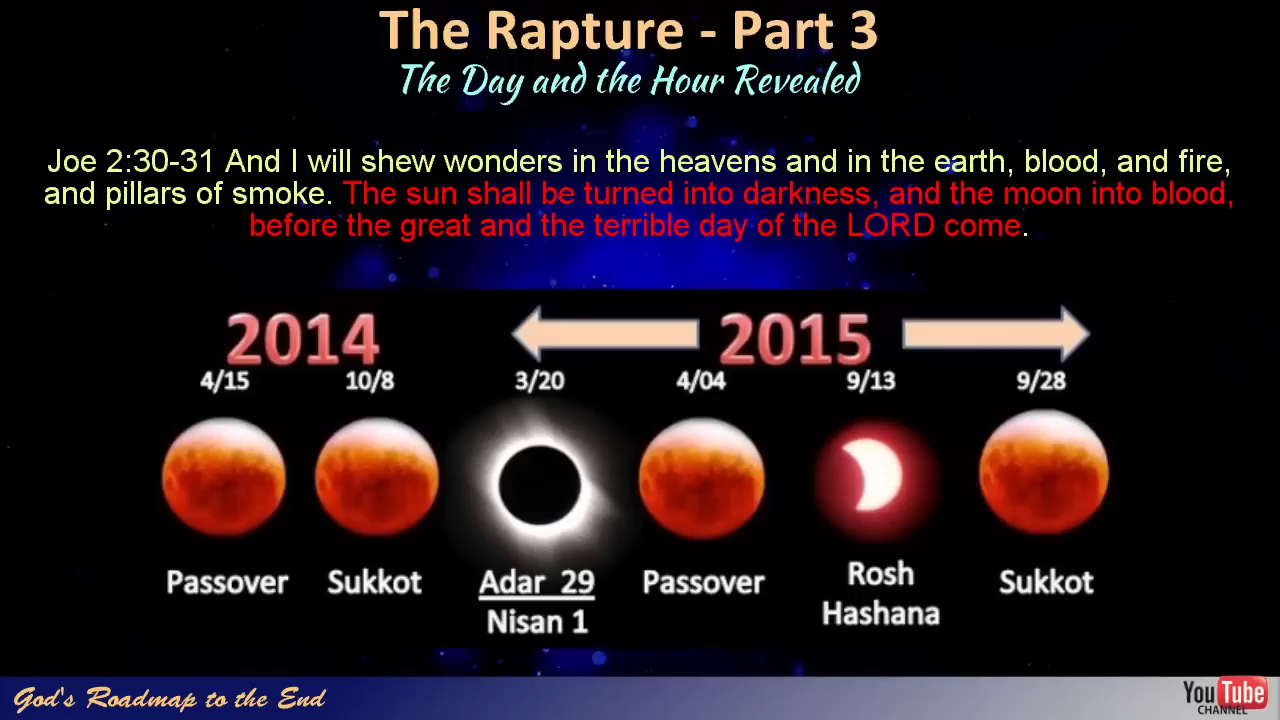 The Rapture - Part 3
The Day and the Hour Revealed
Joe 2:30-31 And I will shew wonders in the heavens and in the earth, blood, and fire,
and pillars of smoke. The sun shall be turned into darkness, and the moon into blood,
before the great and the terrible day of the LORD come.
2014 2015
4/15 10/8 3/20 4/04 9/13 9/28
Passover Sukkot Adar 29 Passover Rosh Sukkot
Nisan 1 Hashana
God's Roadmap to the End
YouTube
CHANNEL